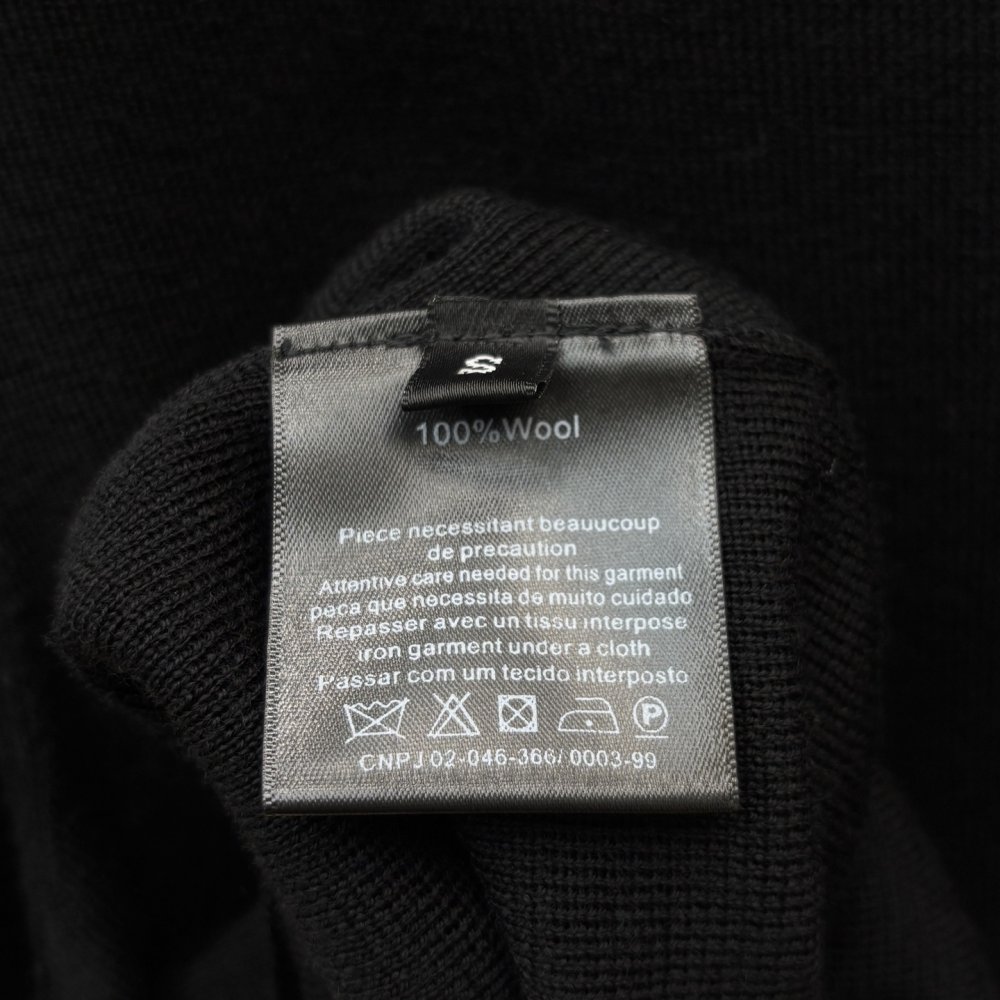 S
100%Wool
Piece necessitant beauucoup
de precaution
Attentive care needed for this garment
peca que necessita de muito cuidado
Repasser avec un tissu interpose
iron garment under a cloth
Passar com um tecido interposto
P
CNPJ 02-046-366/0003-99